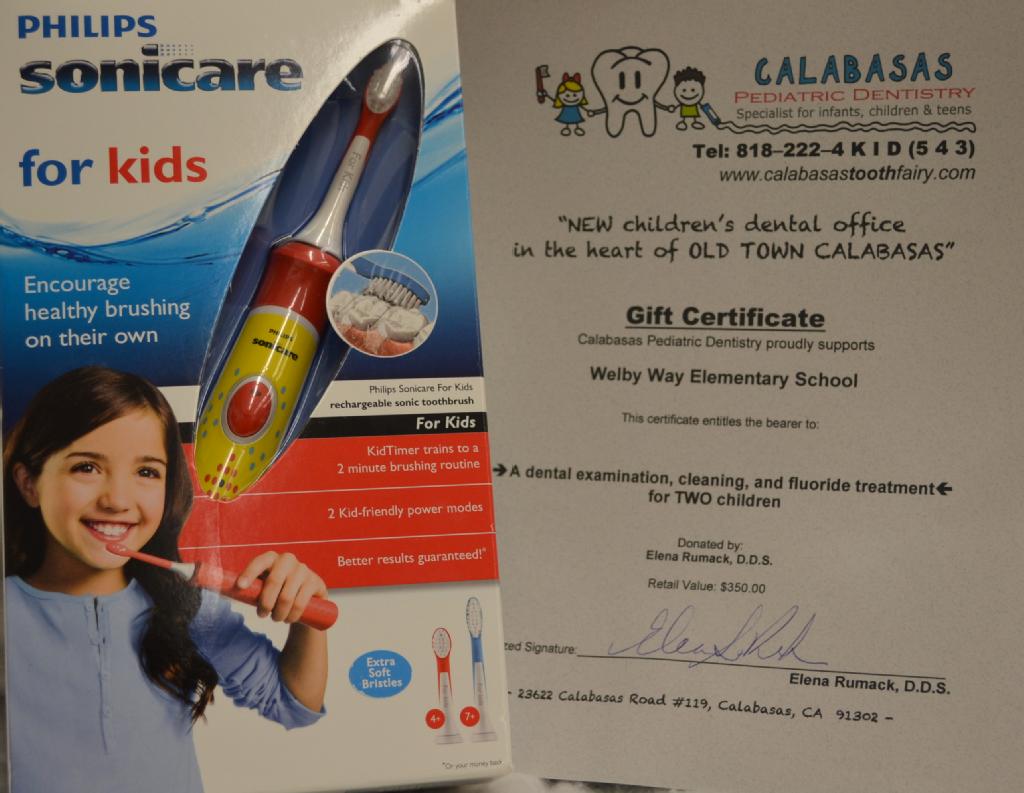 PHILIPS
sonicare
for kids
Encourage
healthy brushing
on their own
PHILIPS
sonicare
For Kids
Philips Sonicare For Kids
rechargeable sonic toothbrush
For Kids
KidTimer trains to a
2 minute brushing routine
2 Kid-friendly power modes
Better results guaranteed!*
Extra
Soft
Bristles
4+
7+
*Or your money back
CALABASAS
PEDIATRIC DENTISTRY
Specialist for infants, children & teens
Tel: 818-222-4 K I D (5 4 3)
www.calabasastoothfairy.com
"NEW children's dental office
in the heart of OLD TOWN CALABASAS"
Gift Certificate
Calabasas Pediatric Dentistry proudly supports
Welby Way Elementary School
This certificate entitles the bearer to:
→A dental examination, cleaning, and fluoride treatment←
for TWO children
Donated by:
Elena Rumack, D.D.S.
Retail Value: $350.00
zed Signature:
Elena Rumack, D.D.S.
- 23622 Calabasas Road #119, Calabasas, CA 91302 -